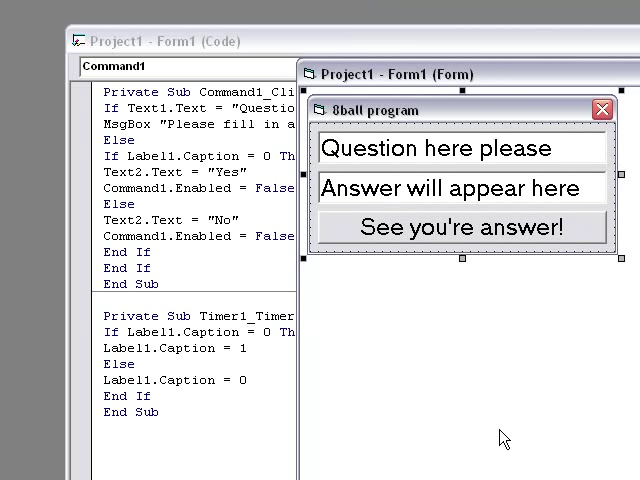 Project1 - Form1 (Code)
Command1
Private Sub Command1_Cli
If Text1.Text = "Questio
MsgBox "Please fill in a
Else
If Label1.Caption = 0 Th
Text2.Text = "Yes"
Command1.Enabled = False
Else
Text2.Text = "No"
Command1.Enabled = False
End If
End If
End Sub
Private Sub Timer1_Timer
If Label1.Caption = 0 Th
Label1.Caption = 1
Else
Label1.Caption = 0
End If
End Sub
Project1 - Form1 (Form)
8ball program
Question here please
Answer will appear here
See you're answer!